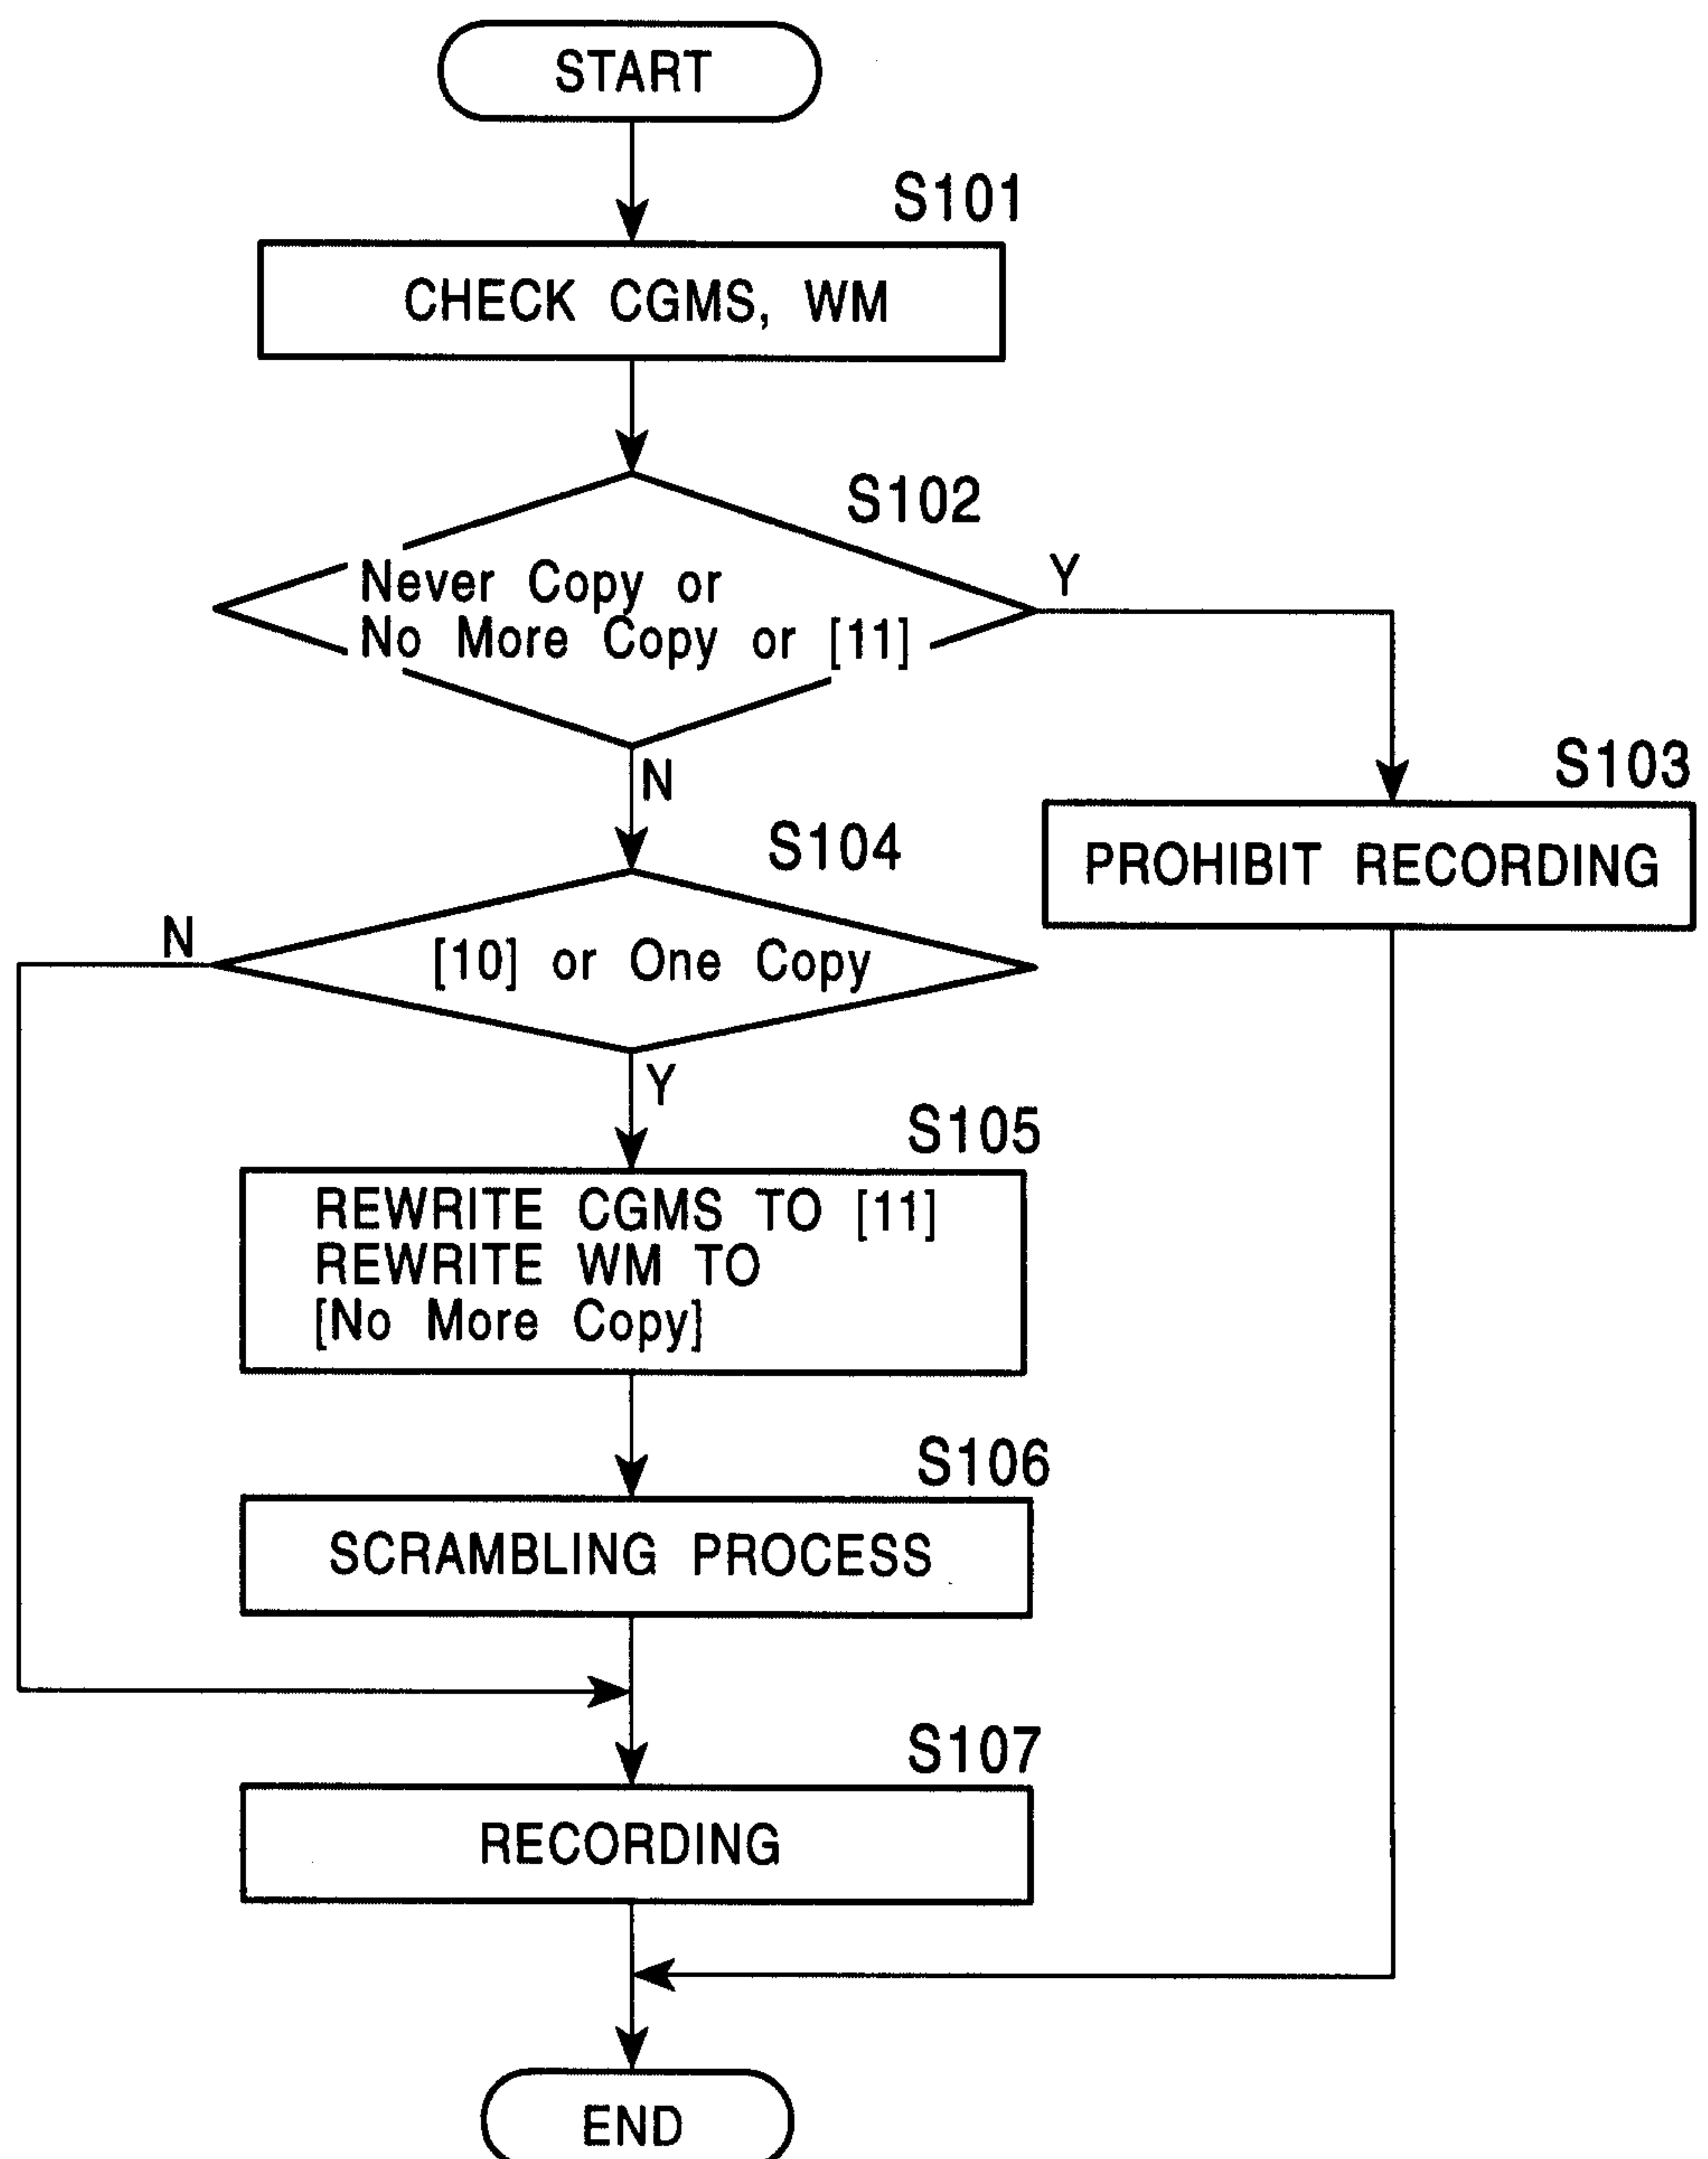 START
S101
CHECK CGMS, WM
S102
Never Copy or
No More Copy or [11]
Y
N
S103
PROHIBIT RECORDING
S104
N
[10] or One Copy
Y
S105
REWRITE CGMS TO [11]
REWRITE WM TO
[No More Copy]
S106
SCRAMBLING PROCESS
S107
RECORDING
END